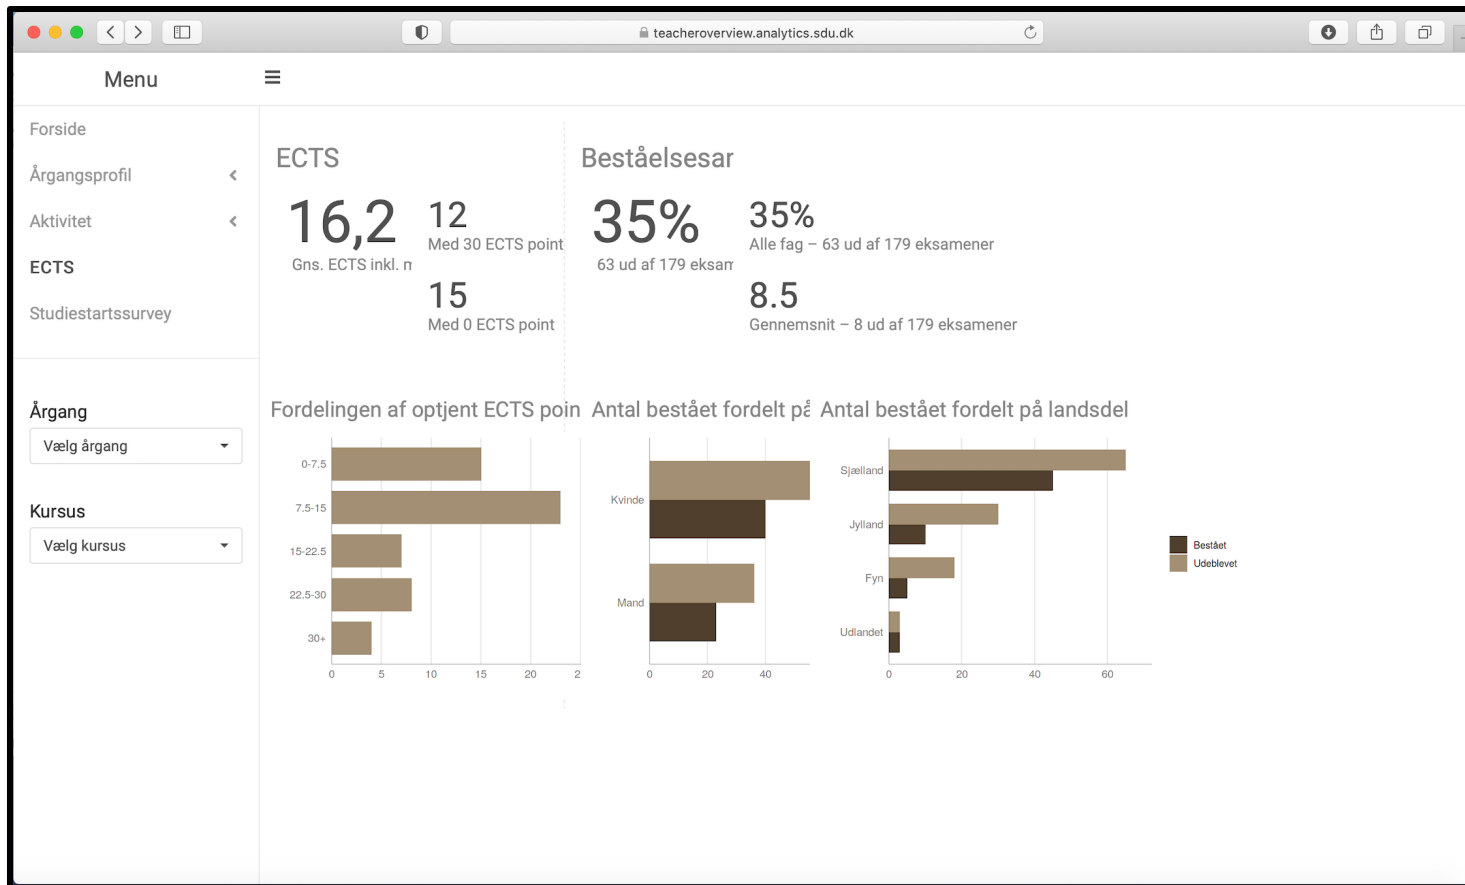 teacheroverview.analytics.sdu.dk
Menu
Forside
Årgangsprofil
Aktivitet
ECTS
Studiestartssurvey
Årgang
Vælg årgang
Kursus
Vælg kursus
ECTS
16,2
Gns. ECTS inkl.
12
Med 30 ECTS point
15
Med 0 ECTS point
Beståelsesar
35%
63 ud af 179 eksam
35%
Alle fag – 63 ud af 179 eksamener
8.5
Gennemsnit – 8 ud af 179 eksamener
Fordelingen af optjent ECTS poin
0-7.5
7.5-15
15-22.5
22.5-30
30+
0 5 10 15 20 2
Antal bestået fordelt på
Kvinde
Mand
0 20 40
Antal bestået fordelt på landsdel
Sjælland
Jylland
Fyn
Udlandet
0 20 40 60
Bestået
Udeblevet